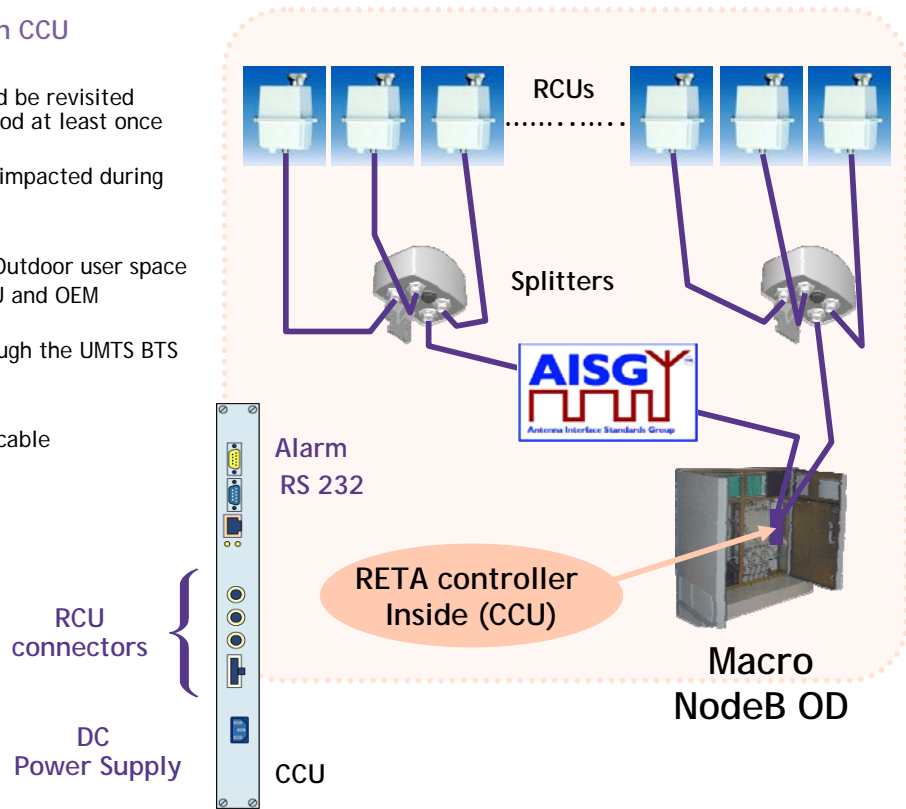 n CCU
d be revisited
od at least once
impacted during
Outdoor user space
J and OEM
ugh the UMTS BTS
cable
RCUs
Splitters
AISG
Antenna Interface Standards Group
Alarm
RS 232
RETA controller
Inside (CCU)
RCU
connectors
DC
Power Supply
CCU
Macro
NodeB OD